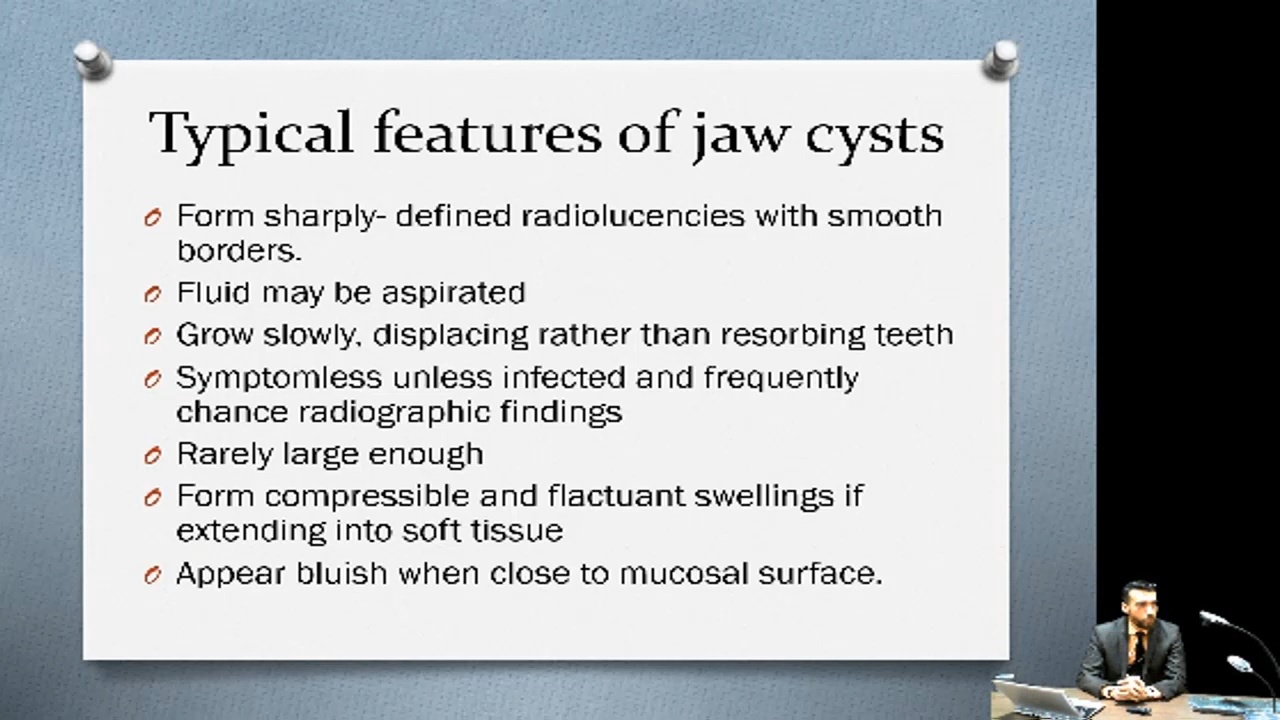 Typical features of jaw cysts
Form sharply- defined radiolucencies with smooth
borders.
Fluid may be aspirated
Grow slowly, displacing rather than resorbing teeth
Symptomless unless infected and frequently
chance radiographic findings
Rarely large enough
Form compressible and flactuant swellings if
extending into soft tissue
Appear bluish when close to mucosal surface.